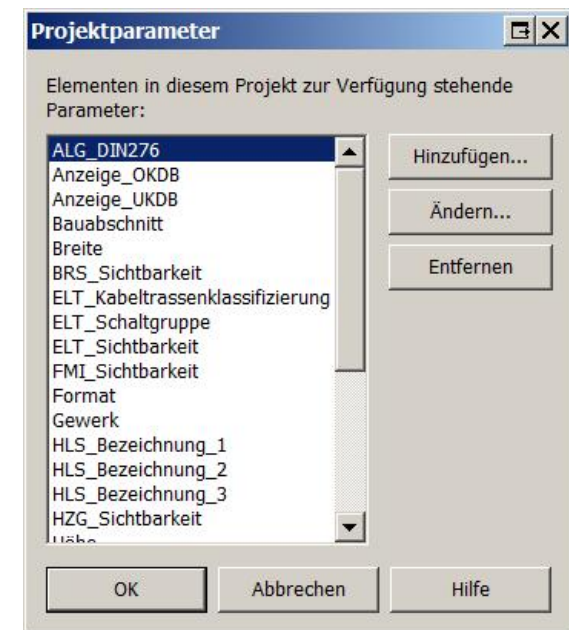 Projektparameter
Elementen in diesem Projekt zur Verfügung stehende
Parameter:
ALG_DIN276
Anzeige_OKDB
Anzeige_UKDB
Bauabschnitt
Breite
BRS_Sichtbarkeit
ELT_Kabeltrassenklassifizierung
ELT_Schaltgruppe
ELT_Sichtbarkeit
FMI_Sichtbarkeit
Format
Gewerk
HLS_Bezeichnung_1
HLS_Bezeichnung_2
HLS_Bezeichnung_3
HZG_Sichtbarkeit
Hinzufügen...
Ändern...
Entfernen
OK
Abbrechen
Hilfe